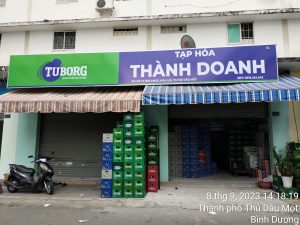 TUBORG
TẠP HÓA
THÀNH DOANH
8 thg 9, 2023 14:18:19
Thành phố Thủ Dầu Một
Bình Dương